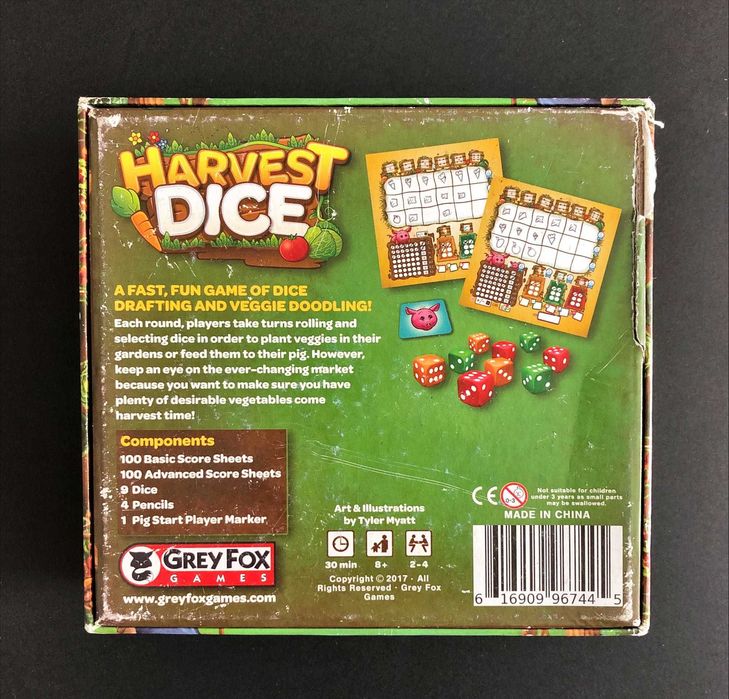 HARVEST
DICE
A FAST, FUN GAME OF DICE
DRAFTING AND VEGGIE DOODLING!
Each round, players take turns rolling and
selecting dice in order to plant veggies in their
gardens or feed them to their pig. However,
keep an eye on the ever-changing market
because you want to make sure you have
plenty of desirable vegetables come
harvest time!
Components
100 Basic Score Sheets
100 Advanced Score Sheets
9 Dice
4 Pencils
1 Pig Start Player Marker
GREY FOX
GAMES
www.greyfoxgames.com
Art & Illustrations
by Tyler Myatt
30 min 8+ 2-4
Copyright © 2017 · All
Rights Reserved · Grey Fox
Games
CE 0-3
Not suitable for children
under 3 years as small parts
may be swallowed.
MADE IN CHINA
6 16909 96744 5